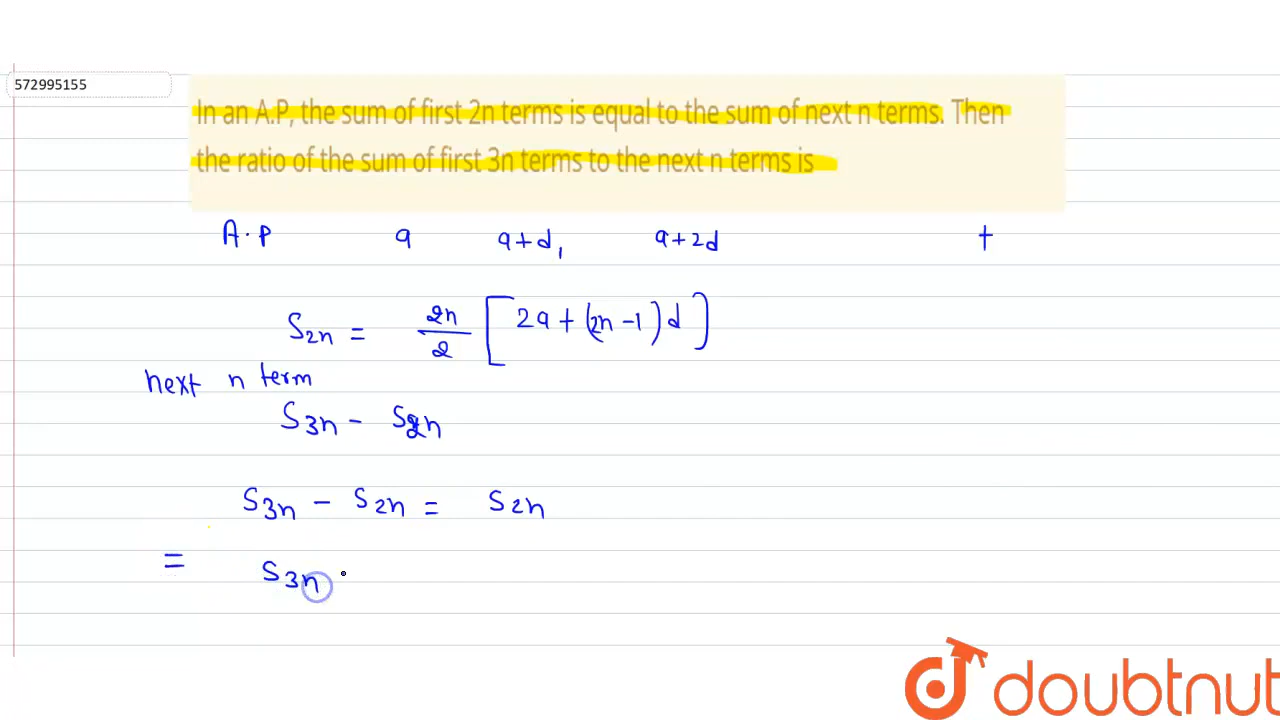 572995155
In an A.P, the sum of first 2n terms is equal to the sum of next n terms. Then
the ratio of the sum of first 3n terms to the next n terms is
A.P a a+d, a+2d +
S2n = 2n/2 [2a+(2n-1)d]
next n term
S3n - S2n
S3n - S2n = S2n
= S3n
doubtnut